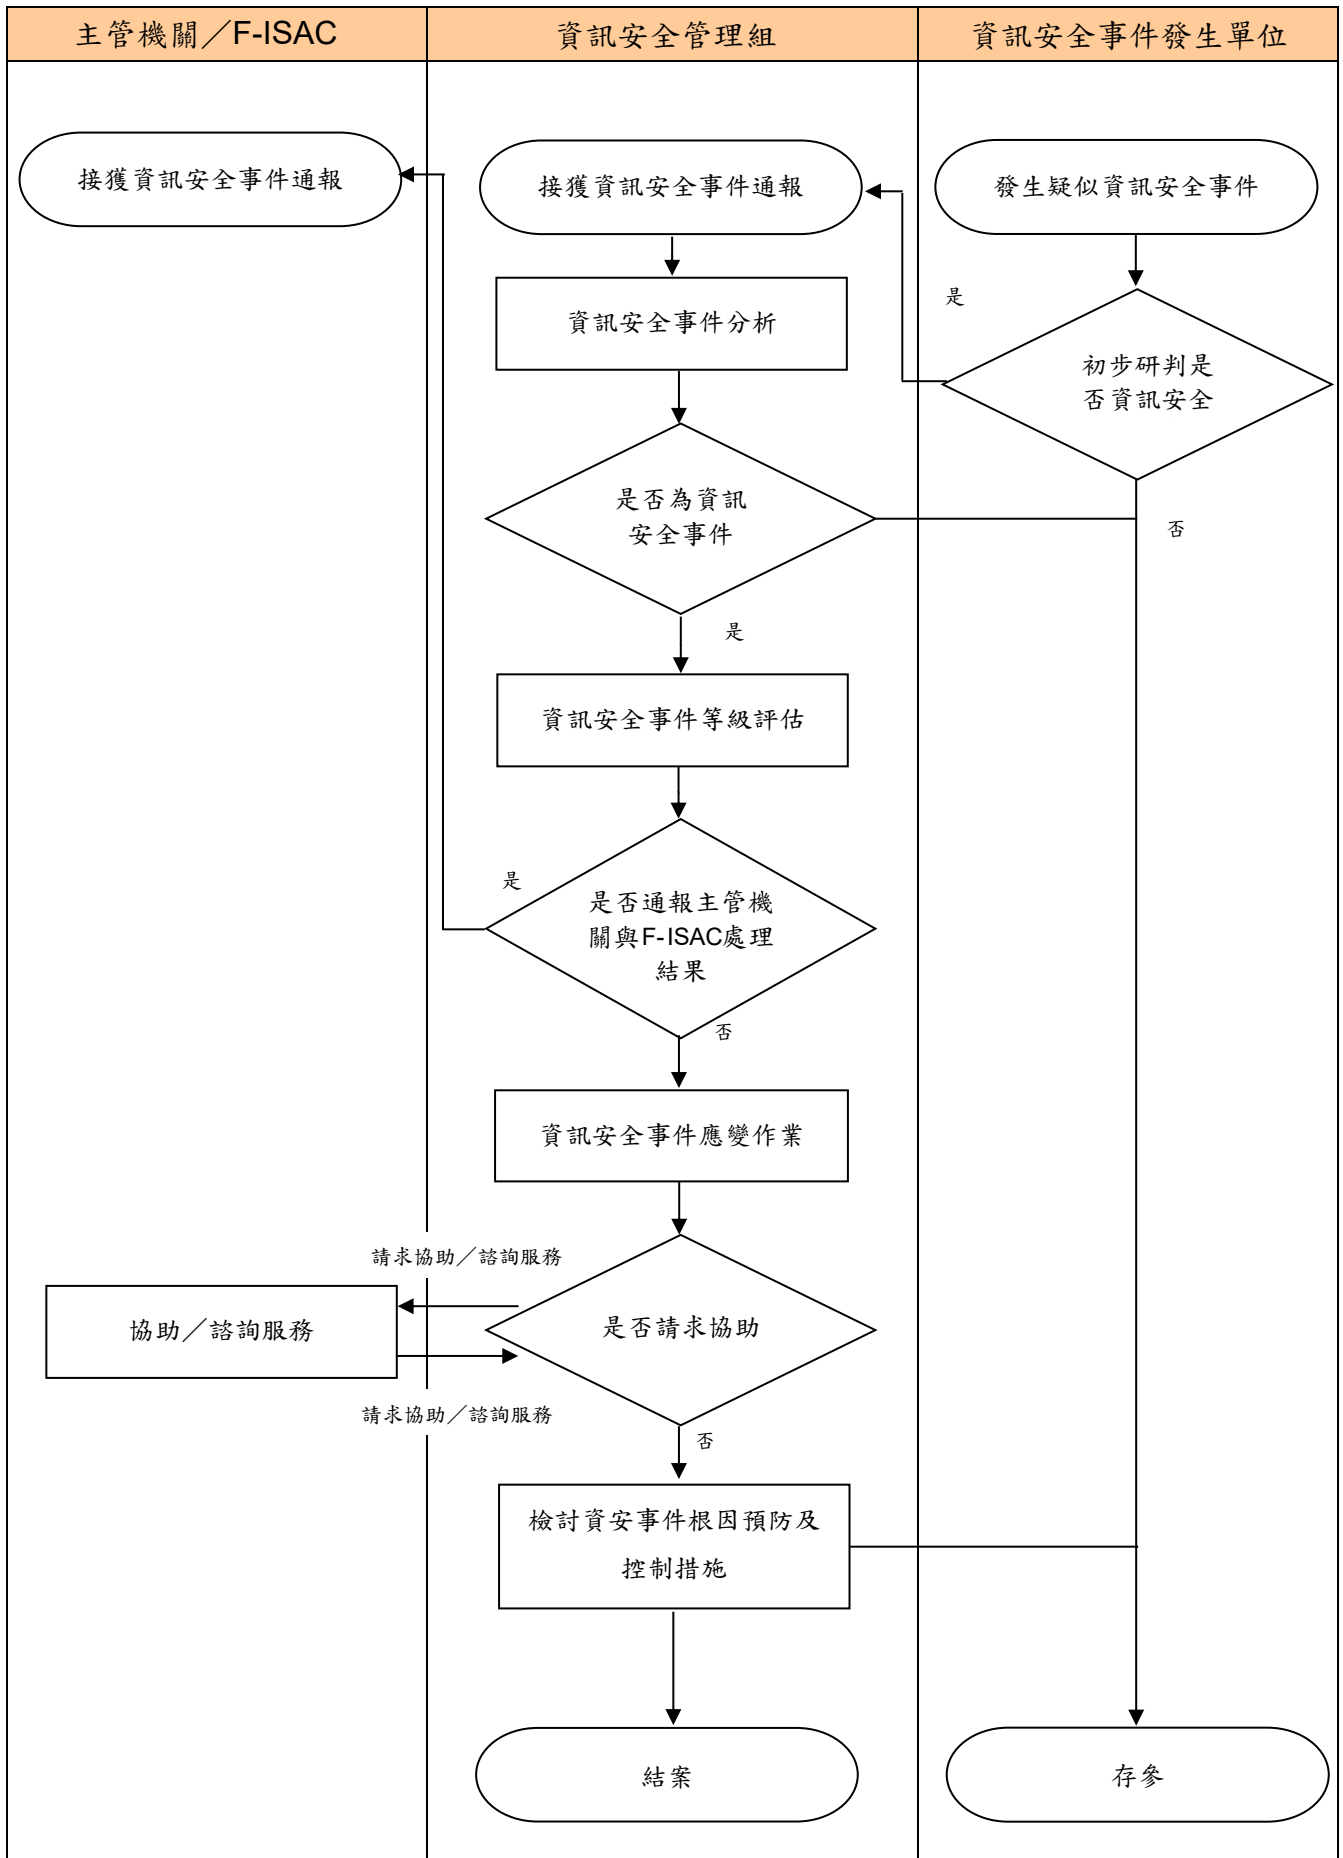 主管機關／F-ISAC
資訊安全管理組
資訊安全事件發生單位
接獲資訊安全事件通報
接獲資訊安全事件通報
發生疑似資訊安全事件
是
資訊安全事件分析
初步研判是
否資訊安全
是否為資訊
安全事件
否
是
資訊安全事件等級評估
是
是否通報主管機
關與F-ISAC處理
結果
否
資訊安全事件應變作業
請求協助／諮詢服務
協助／諮詢服務
是否請求協助
請求協助／諮詢服務
否
檢討資安事件根因預防及
控制措施
結案
存參